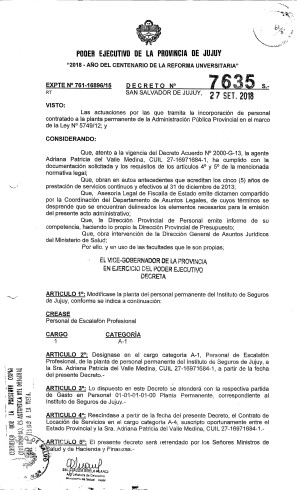 PODER EJECUTIVO DE LA PROVINCIA DE JUJUY
"2018 - AÑO DEL CENTENARIO DE LA REFORMA UNIVERSITARIA"
EXPTE Nº 761-16896/15 DECRETO Nº 7635 S.-
RT SAN SALVADOR DE JUJUY, 27 SET. 2018
VISTO:
Las actuaciones por las que tramita la incorporación de personal
contratado a la planta permanente de la Administración Pública Provincial en el marco
de la Ley Nº 5749/12; y
CONSIDERANDO:
Que, atento a la vigencia del Decreto Acuerdo Nº 2000-G-13, la agente
Adriana Patricia del Valle Medina, CUIL 27-16971684-1, ha cumplido con la
documentación solicitada y los requisitos de los artículos 4º y 5º de la mencionada
normativa legal;
Que, obran en autos antecedentes que acreditan los cinco (5) años de
prestación de servicios continuos y efectivos al 31 de diciembre de 2013;
Que, Asesoría Legal de Fiscalía de Estado emite dictamen compartido
por la Coordinación del Departamento de Asuntos Legales, de cuyos términos se
desprende que se encuentran delineados los elementos necesarios para la emisión
del presente acto administrativo;
Que, la Dirección Provincial de Personal emite informe de su
competencia, haciendo lo propio la Dirección Provincial de Presupuesto;
Que, obra intervención de la Dirección General de Asuntos Jurídicos
del Ministerio de Salud;
Por ello, y en uso de las facultades que le son propias;
EL VICE-GOBERNADOR DE LA PROVINCIA
EN EJERCICIO DEL PODER EJECUTIVO
DECRETA
ARTICULO 1º: Modifícase la planta del personal permanente del Instituto de Seguros
de Jujuy, conforme se indica a continuación:
CREASE
Personal de Escalafón Profesional
CARGO CATEGORÍA
1 A-1
ARTICULO 2º: Desígnase en el cargo categoría A-1, Personal de Escalafón
Profesional, de la planta de personal permanente del Instituto de Seguros de Jujuy, a
la Sra. Adriana Patricia del Valle Medina, CUIL 27-16971684-1, a partir de la fecha
del presente Decreto.-
ARTICULO 3º: Lo dispuesto en este Decreto se atenderá con la respectiva partida
de Gasto en Personal 01-01-01-01-00 Planta Permanente, correspondiente al
Instituto de Seguros de Jujuy.-
ARTICULO 4º: Rescíndase a partir de la fecha del presente Decreto, el Contrato de
Locación de Servicios en el cargo categoría A-4, suscripto oportunamente entre el
Estado Provincial y la Sra. Adriana Patricia del Valle Medina, CUIL 27-16971684-1.-
ARTICULO 5º: El presente decreto será refrendado por los Señores Ministros de
Salud y de Hacienda y Finanzas.-